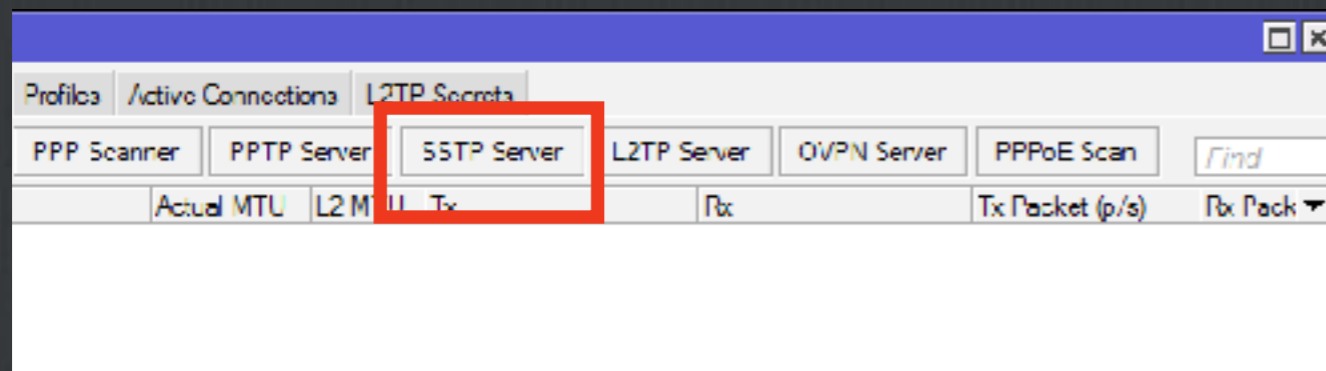 Profiles Active Connections L2TP Secrets
PPP Scanner PPTP Server SSTP Server L2TP Server OVPN Server PPPoE Scan Find
Actual MTU L2 MTU Tx Rx Tx Packet (p/s) Rx Pack